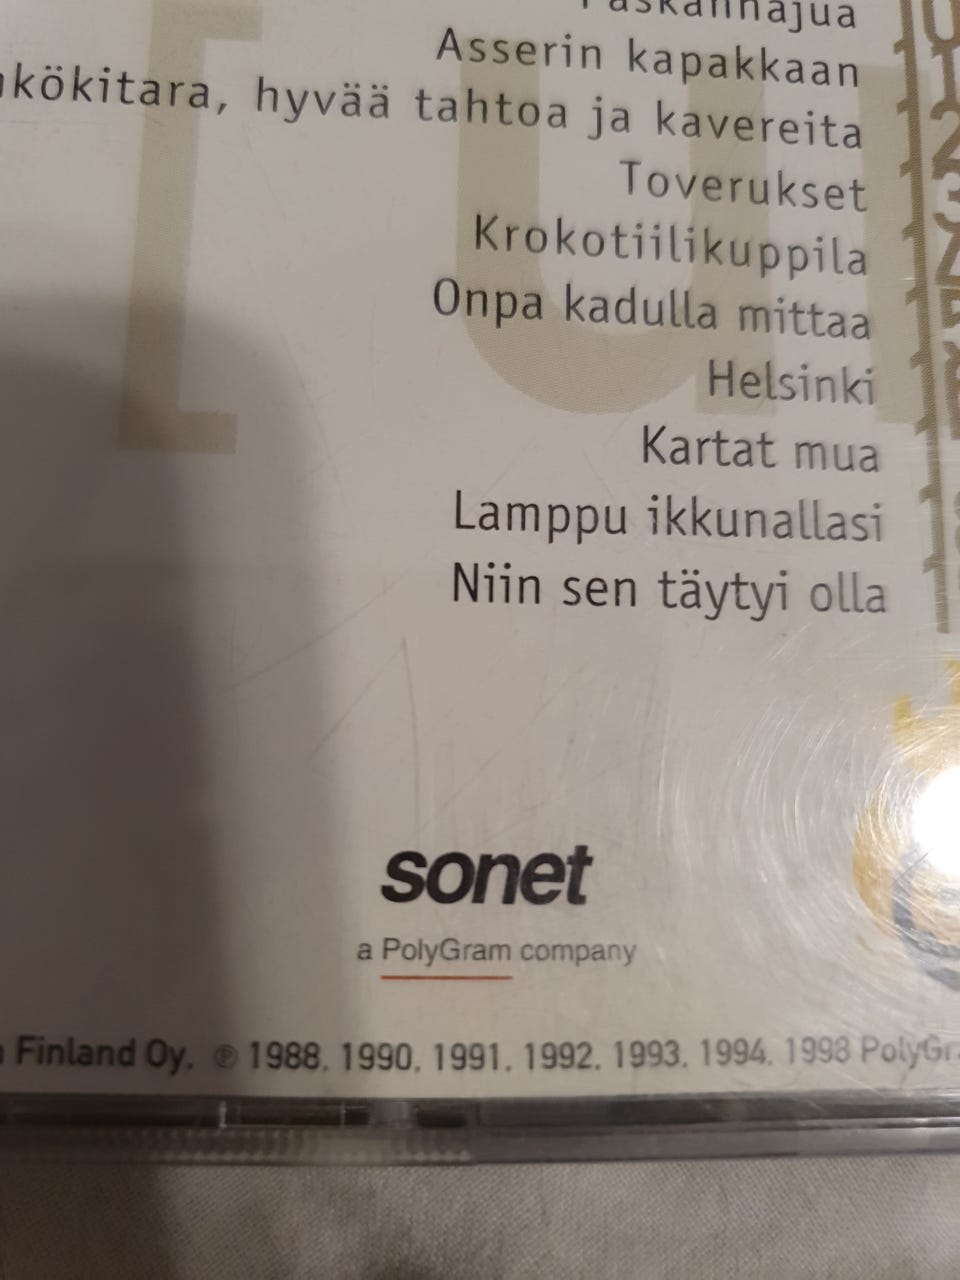 Asserin kapakkaan
hyvää tahtoa ja kavereita
Toverukset
Krokotiilikuppila
Onpa kadulla mittaa
Helsinki
Kartat mua
Lamppu ikkunallasi
Niin sen täytyi olla
sonet
a PolyGram company
Finland Oy. ℗ 1988. 1990. 1991. 1992. 1993. 1994. 1998